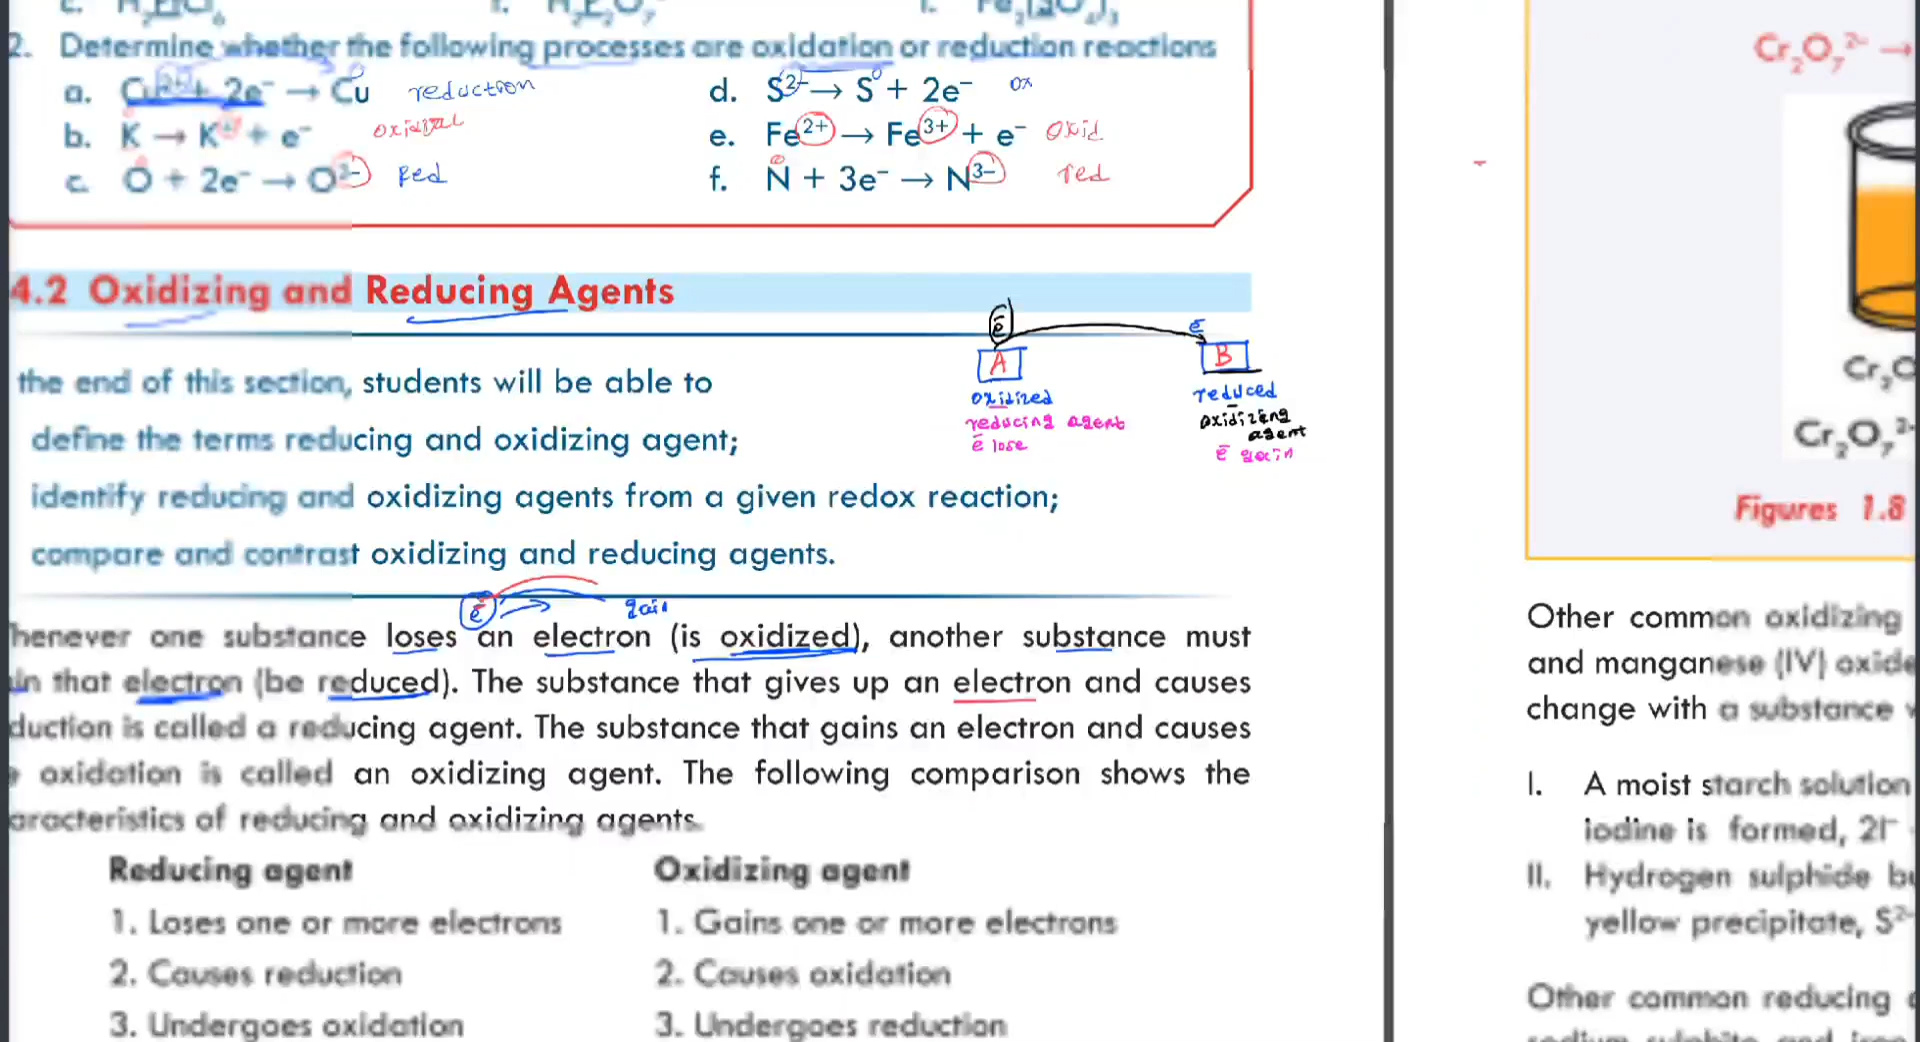 2. Determine whether the following processes are oxidation or reduction reactions
a. Cu²⁺ + 2e⁻ → Cu⁰ reduction
b. K → K⁺ + e⁻
c. O + 2e⁻ → O²⁻ Red
d. S²⁻ → S⁰ + 2e⁻ ox
e. Fe²⁺ → Fe³⁺ + e⁻ oxid
f. N + 3e⁻ → N³⁻ red
4.2 Oxidizing and Reducing Agents
the end of this section, students will be able to
define the terms reducing and oxidizing agent;
identify reducing and oxidizing agents from a given redox reaction;
compare and contrast oxidizing and reducing agents.
ē
A
oxidized
reducing agent
ē lose
ē
B
reduced
oxidizing
agent
ē gain
ē gain
henever one substance loses an electron (is oxidized), another substance must
in that electron (be reduced). The substance that gives up an electron and causes
duction is called a reducing agent. The substance that gains an electron and causes
e oxidation is called an oxidizing agent. The following comparison shows the
aracteristics of reducing and oxidizing agents.
Reducing agent
1. Loses one or more electrons
2. Causes reduction
3. Undergoes oxidation
Oxidizing agent
1. Gains one or more electrons
2. Causes oxidation
3. Undergoes reduction
Cr₂O₇²⁻ →
Cr₂O
Cr₂O₇²⁻
Figures 1.8
Other common oxidizing
and manganese (IV) oxide
change with a substance
I. A moist starch solution
iodine is formed, 2I⁻
II. Hydrogen sulphide bu
yellow precipitate, S²⁻
Other common reducing